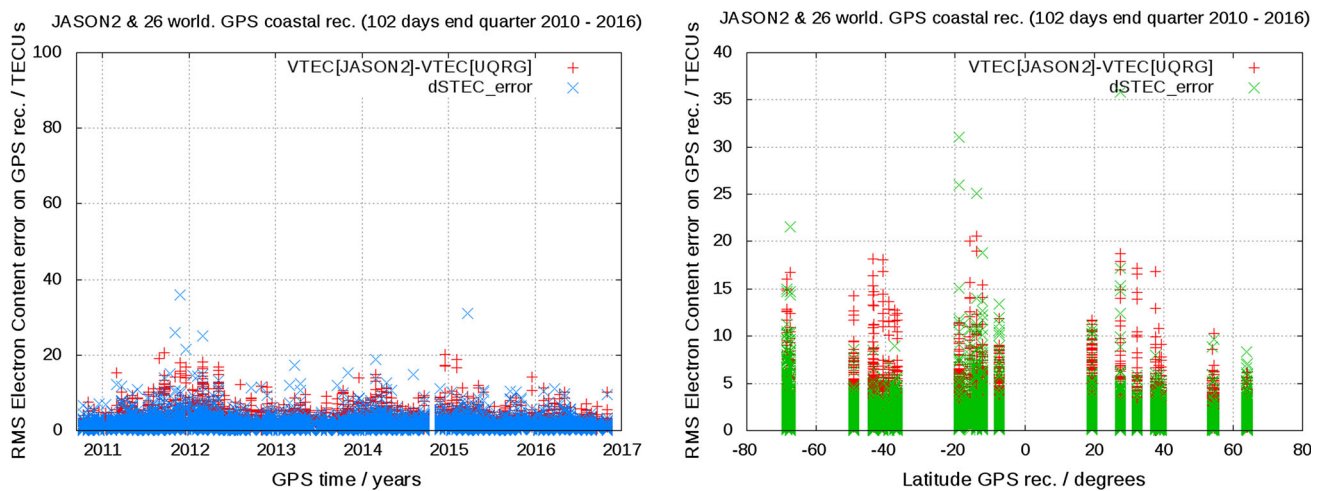 JASON2 & 26 world. GPS coastal rec. (102 days end quarter 2010 - 2016)
RMS Electron Content error on GPS rec. / TECUs
100
80
60
40
20
0
VTEC[JASON2]-VTEC[UQRG]
dSTEC_error
2011 2012 2013 2014 2015 2016 2017
GPS time / years
JASON2 & 26 world. GPS coastal rec. (102 days end quarter 2010 - 2016)
RMS Electron Content error on GPS rec. / TECUs
40
35
30
25
20
15
10
5
0
VTEC[JASON2]-VTEC[UQRG]
dSTEC_error
-80 -60 -40 -20 0 20 40 60 80
Latitude GPS rec. / degrees